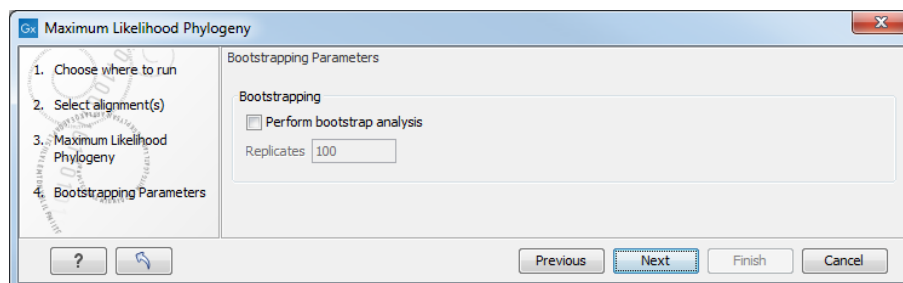 Gx Maximum Likelihood Phylogeny
1. Choose where to run
2. Select alignment(s)
3. Maximum Likelihood
Phylogeny
4. Bootstrapping Parameters
Bootstrapping Parameters
Bootstrapping
Perform bootstrap analysis
Replicates 100
?
Previous Next Finish Cancel